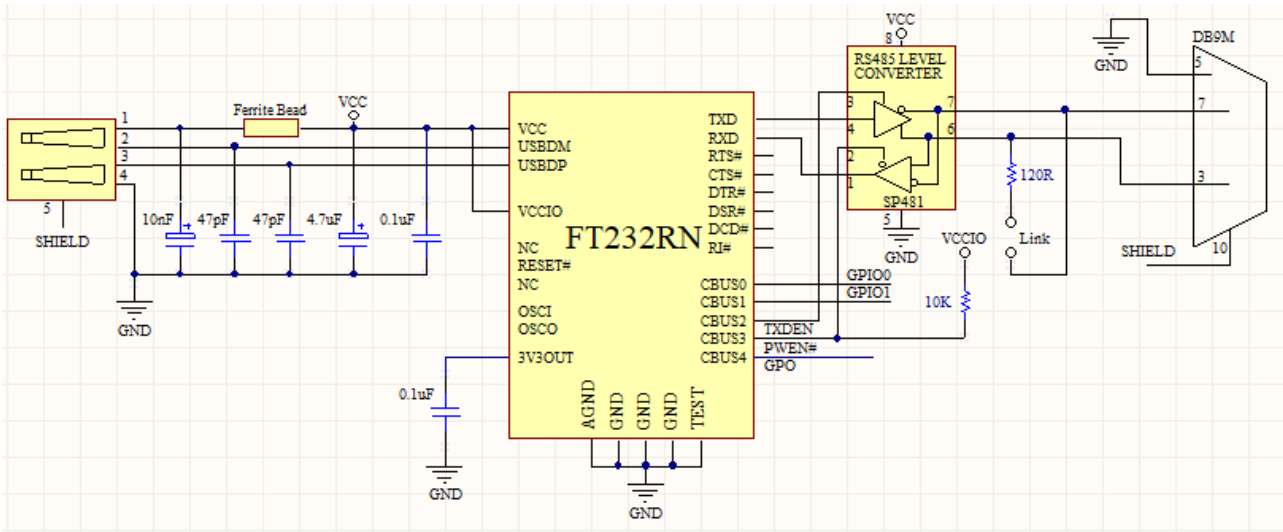 1
2
3
4
5
SHIELD
Ferrite Bead
VCC
10nF
+
47pF
47pF
4.7uF
+
0.1uF
GND
0.1uF
GND
VCC
USBDM
USBDP
VCCIO
NC
RESET#
NC
OSCI
OSCO
3V3OUT
FT232RN
AGND
GND
GND
GND
TEST
GND
TXD
RXD
RTS#
CTS#
DTR#
DSR#
DCD#
RI#
CBUS0
CBUS1
CBUS2
CBUS3
CBUS4
GPIO0
GPIO1
TXDEN
PWEN#
GPO
VCC
8
RS485 LEVEL
CONVERTER
3
4
2
1
7
6
SP481
5
GND
VCCIO
10K
120R
Link
GND
DB9M
5
7
3
10
SHIELD